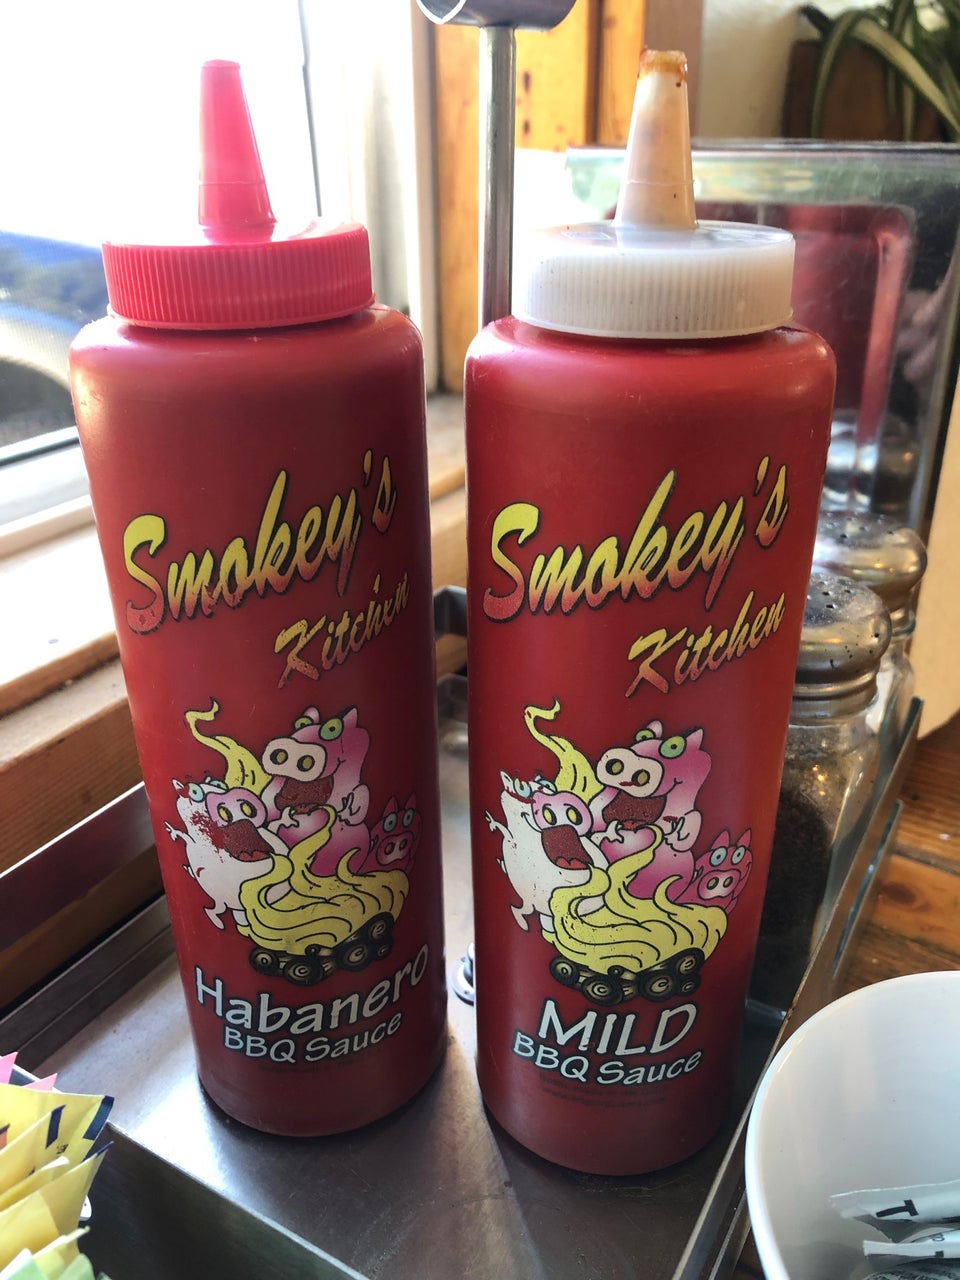 Smokey's
Kitchen
Habanero
BBQ Sauce
Smokey's
Kitchen
MILD
BBQ Sauce
T